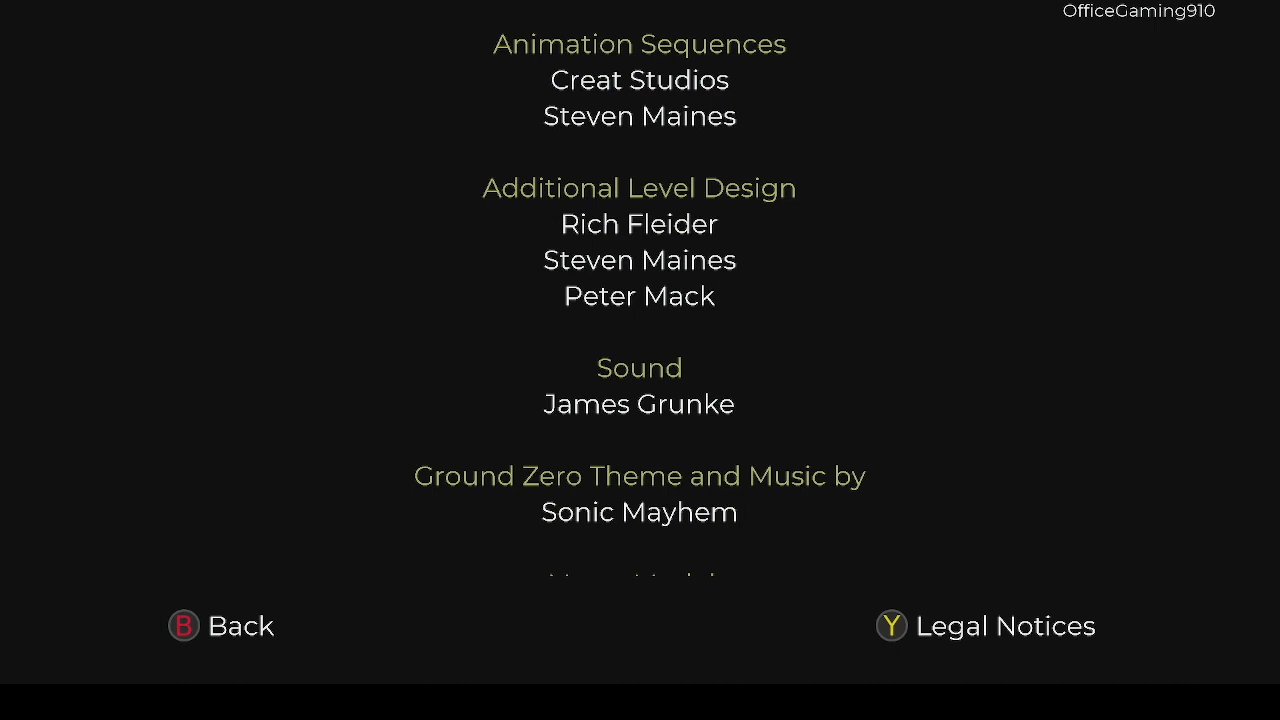 OfficeGaming910
Animation Sequences
Creat Studios
Steven Maines
Additional Level Design
Rich Fleider
Steven Maines
Peter Mack
Sound
James Grunke
Ground Zero Theme and Music by
Sonic Mayhem
B Back
Y Legal Notices